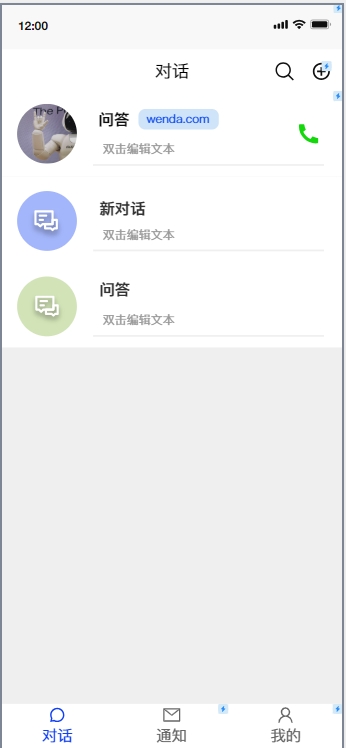 12:00
对话
The P
问答 wenda.com
双击编辑文本
新对话
双击编辑文本
问答
双击编辑文本
对话 通知 我的